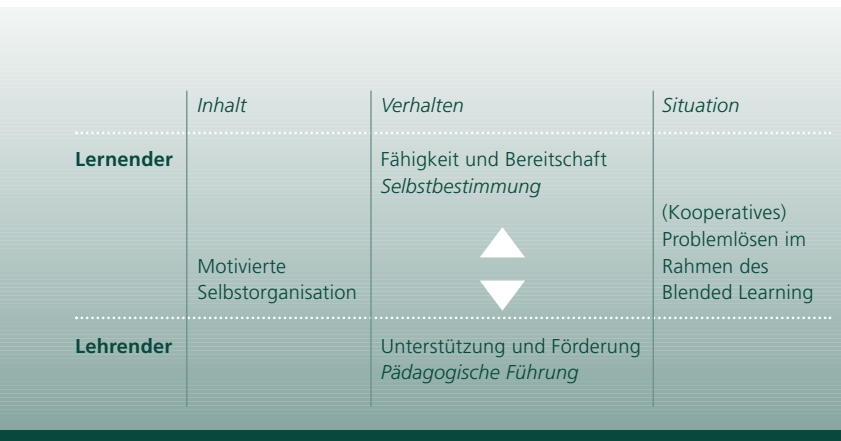 Inhalt
Verhalten
Situation
Lernender
Fähigkeit und Bereitschaft
Selbstbestimmung
Motivierte
Selbstorganisation
(Kooperatives)
Problemlösen im
Rahmen des
Blended Learning
Lehrender
Unterstützung und Förderung
Pädagogische Führung